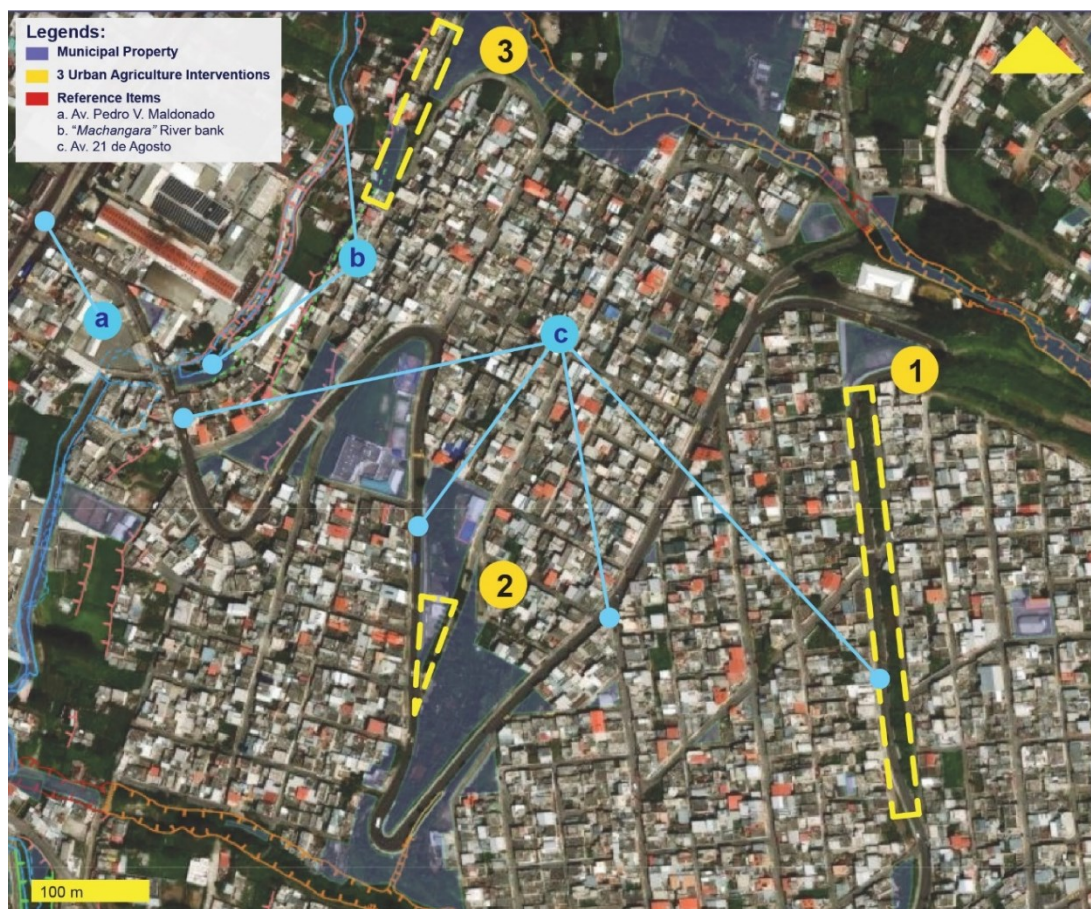 Legends:
Municipal Property
3 Urban Agriculture Interventions
Reference Items
a. Av. Pedro V. Maldonado
b. "Machangara" River bank
c. Av. 21 de Agosto
3
b
a
c
1
2
100 m